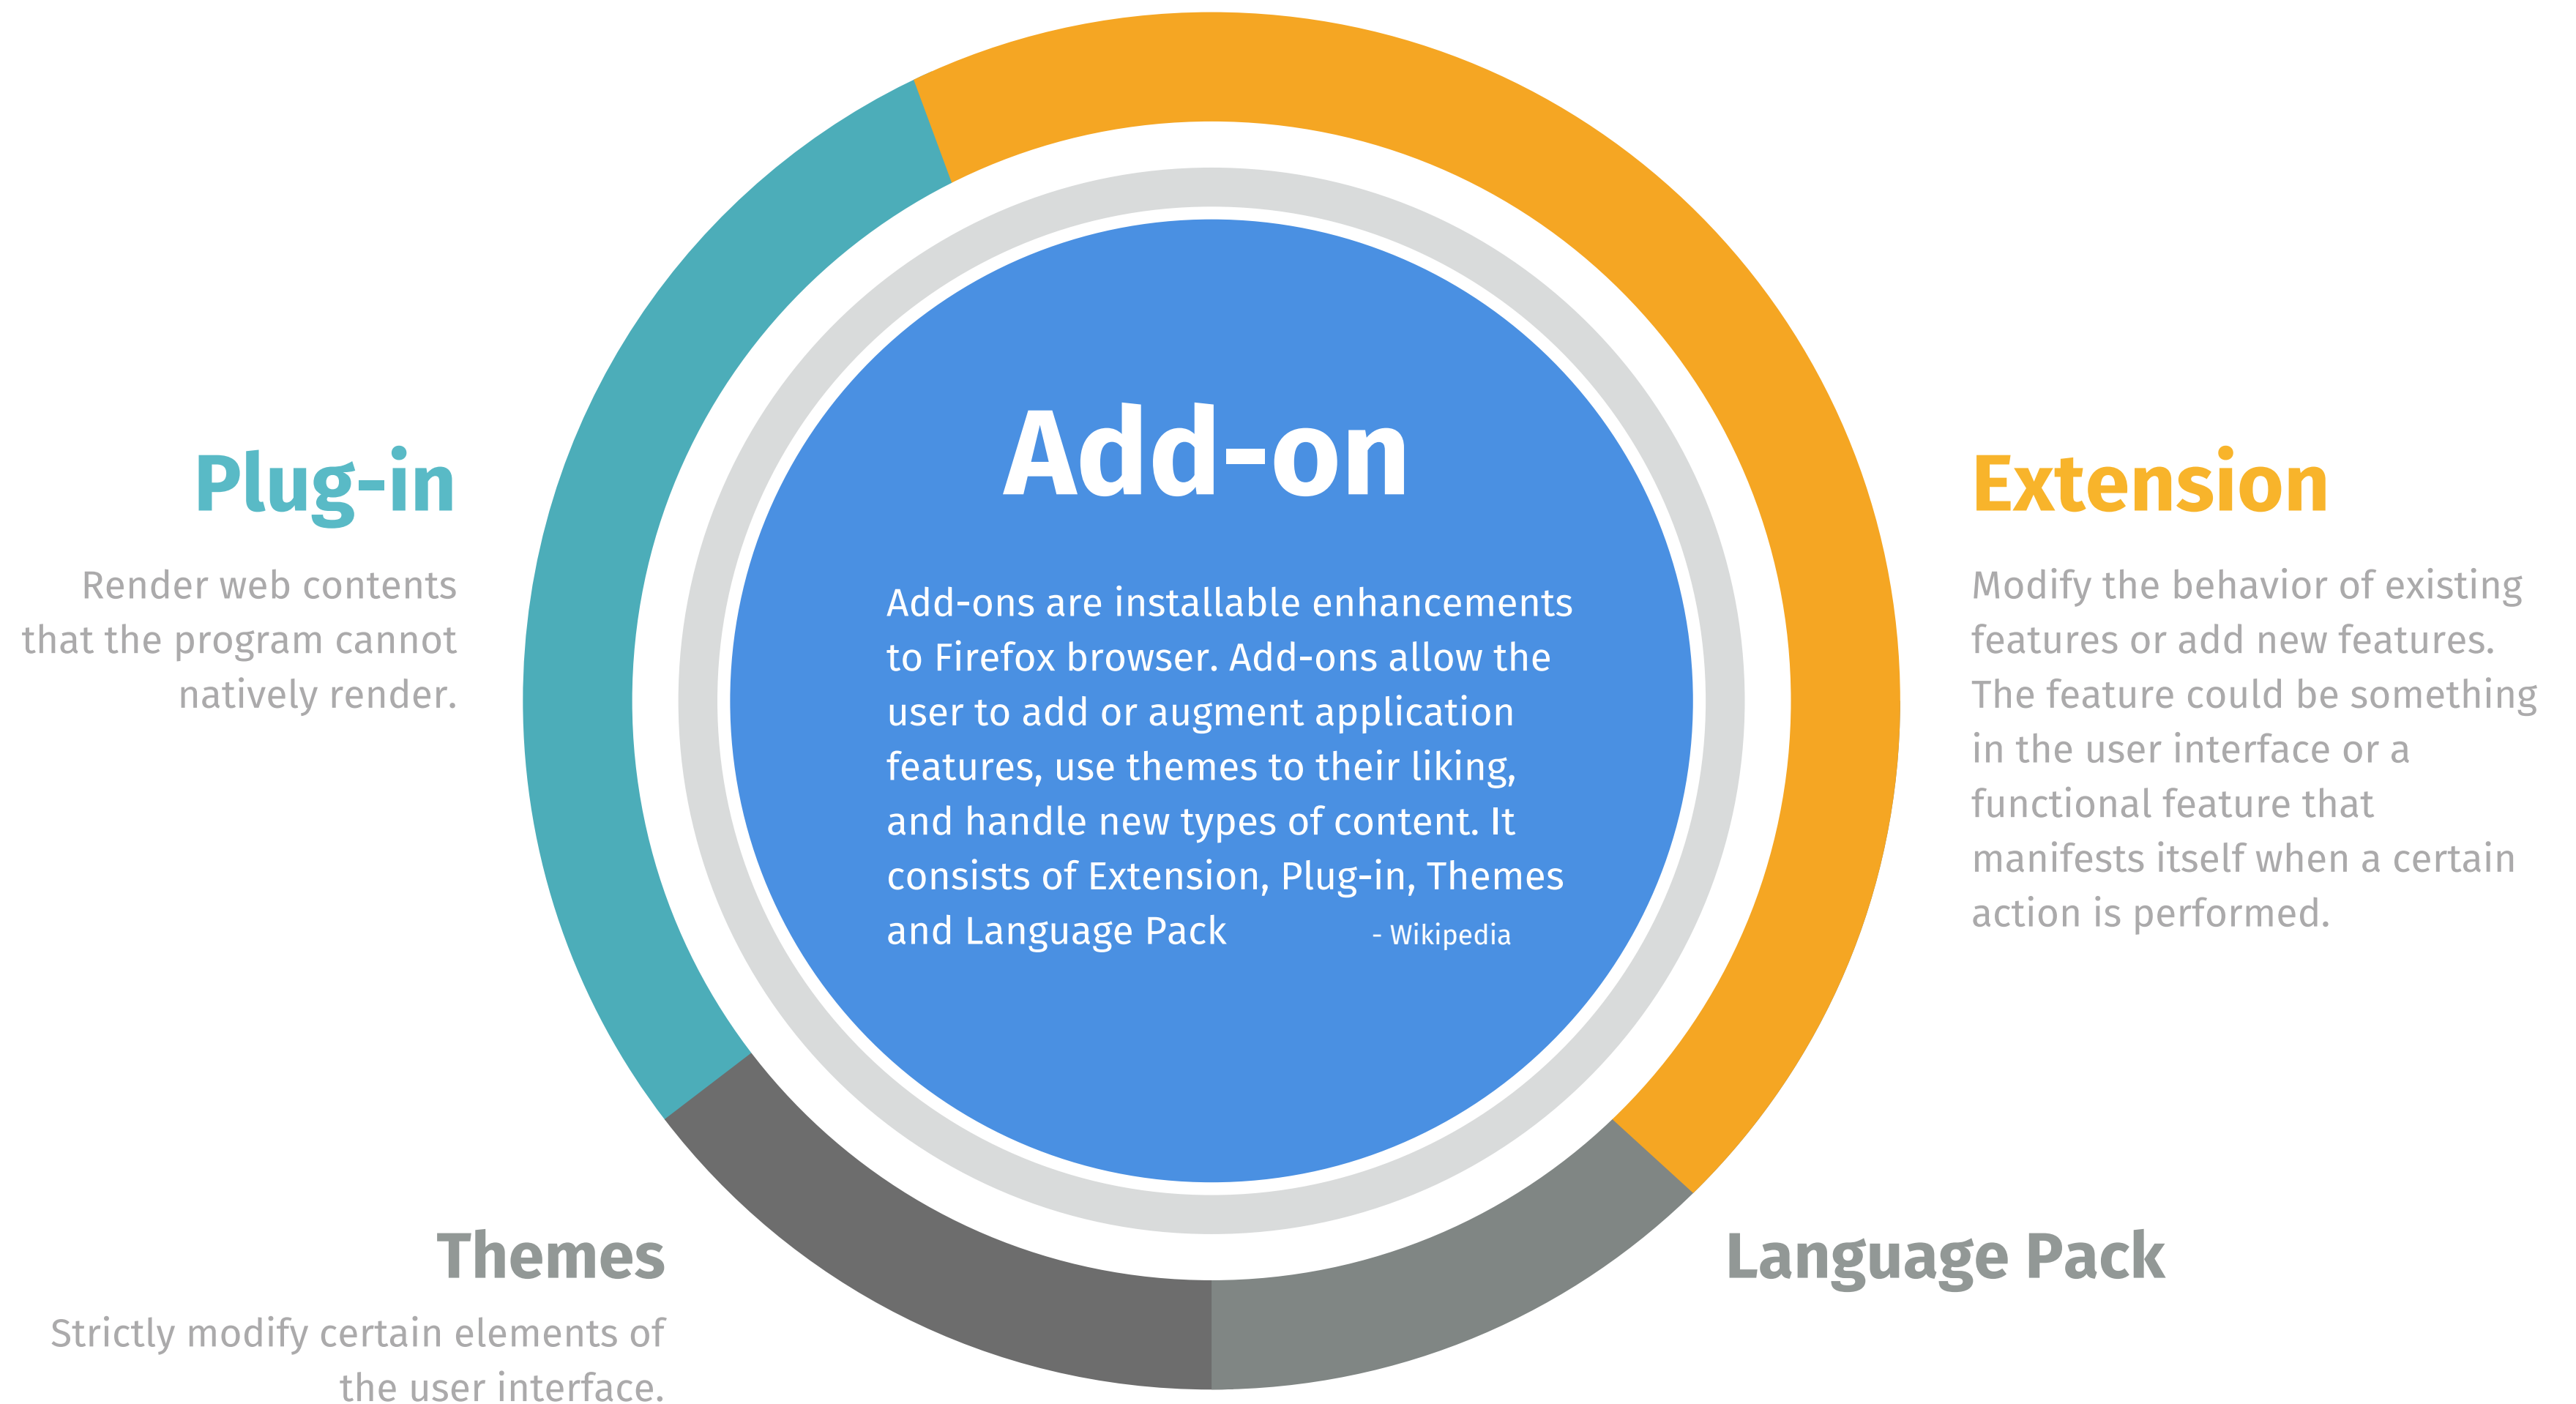 Add-on
Add-ons are installable enhancements
to Firefox browser. Add-ons allow the
user to add or augment application
features, use themes to their liking,
and handle new types of content. It
consists of Extension, Plug-in, Themes
and Language Pack - Wikipedia
Plug-in
Render web contents
that the program cannot
natively render.
Extension
Modify the behavior of existing
features or add new features.
The feature could be something
in the user interface or a
functional feature that
manifests itself when a certain
action is performed.
Themes
Strictly modify certain elements of
the user interface.
Language Pack